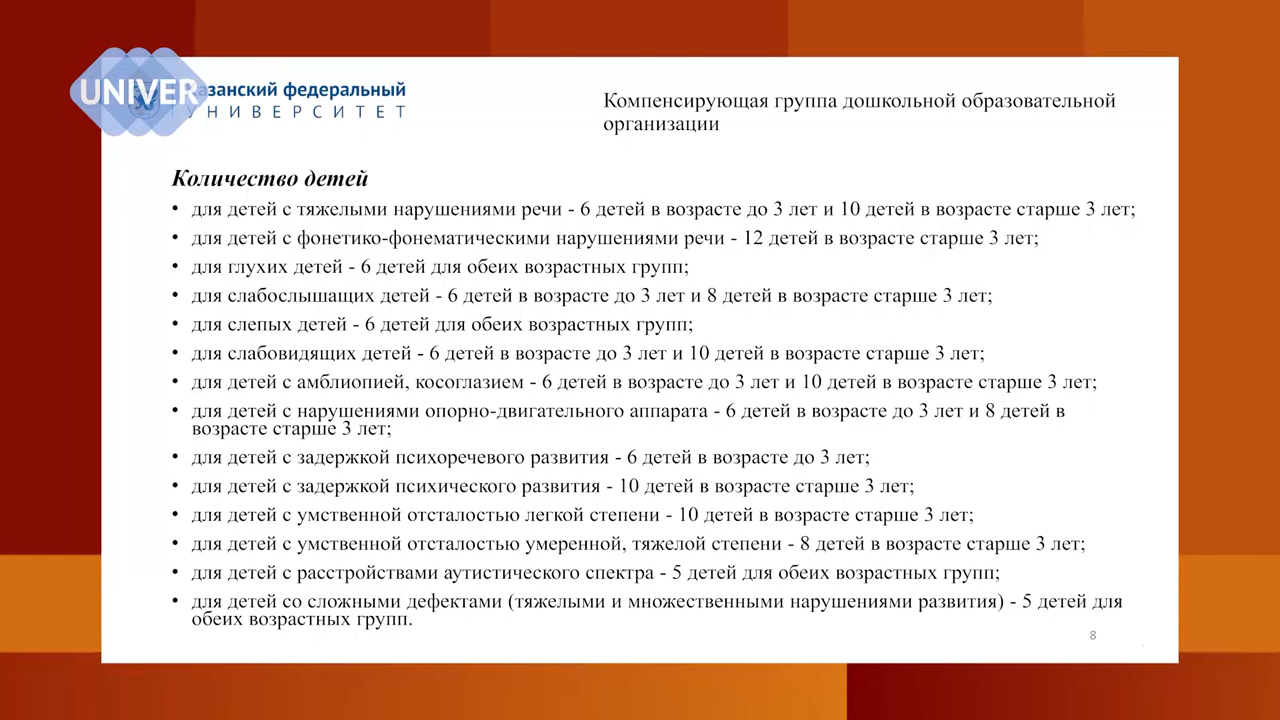 UNIVER
Казанский федеральный
УНИВЕРСИТЕТ
Компенсирующая группа дошкольной образовательной
организации
Количество детей
• для детей с тяжелыми нарушениями речи - 6 детей в возрасте до 3 лет и 10 детей в возрасте старше 3 лет;
• для детей с фонетико-фонематическими нарушениями речи - 12 детей в возрасте старше 3 лет;
• для глухих детей - 6 детей для обеих возрастных групп;
• для слабослышащих детей - 6 детей в возрасте до 3 лет и 8 детей в возрасте старше 3 лет;
• для слепых детей - 6 детей для обеих возрастных групп;
• для слабовидящих детей - 6 детей в возрасте до 3 лет и 10 детей в возрасте старше 3 лет;
• для детей с амблиопией, косоглазием - 6 детей в возрасте до 3 лет и 10 детей в возрасте старше 3 лет;
• для детей с нарушениями опорно-двигательного аппарата - 6 детей в возрасте до 3 лет и 8 детей в
возрасте старше 3 лет;
• для детей с задержкой психоречевого развития - 6 детей в возрасте до 3 лет;
• для детей с задержкой психического развития - 10 детей в возрасте старше 3 лет;
• для детей с умственной отсталостью легкой степени - 10 детей в возрасте старше 3 лет;
• для детей с умственной отсталостью умеренной, тяжелой степени - 8 детей в возрасте старше 3 лет;
• для детей с расстройствами аутистического спектра - 5 детей для обеих возрастных групп;
• для детей со сложными дефектами (тяжелыми и множественными нарушениями развития) - 5 детей для
обеих возрастных групп.
8